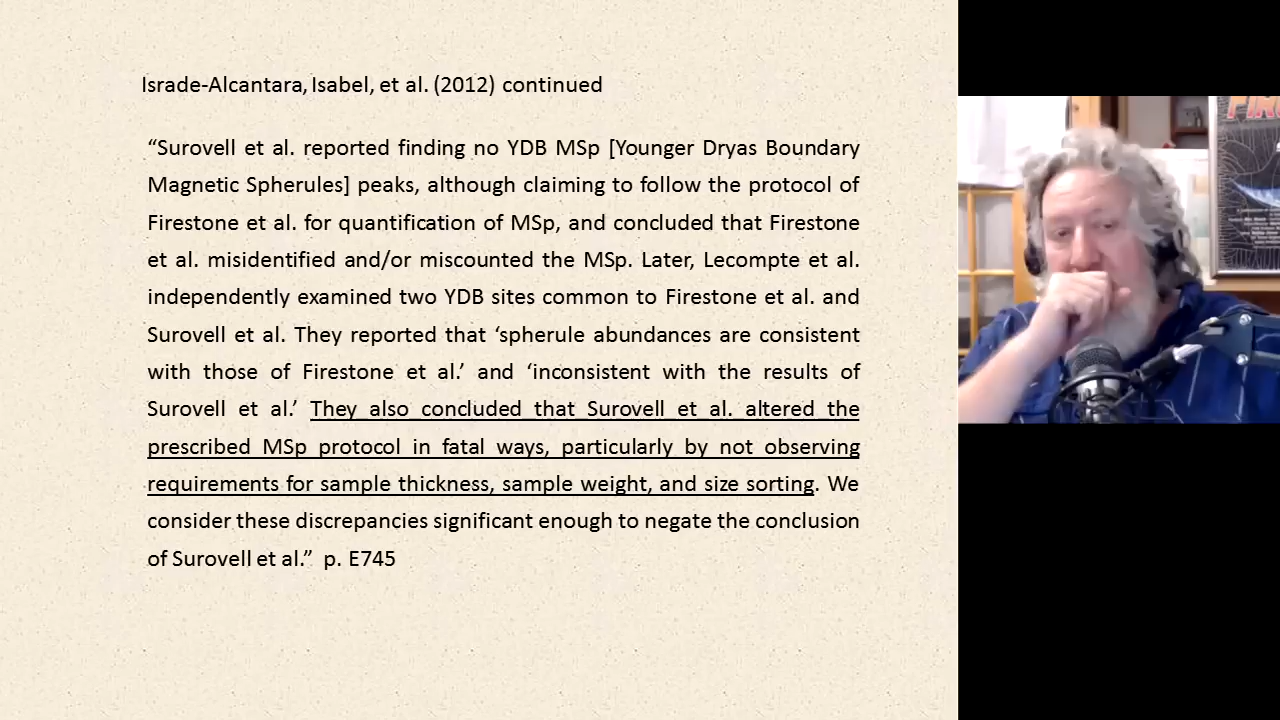 Israde-Alcantara, Isabel, et al. (2012) continued
“Surovell et al. reported finding no YDB MSp [Younger Dryas Boundary
Magnetic Spherules] peaks, although claiming to follow the protocol of
Firestone et al. for quantification of MSp, and concluded that Firestone
et al. misidentified and/or miscounted the MSp. Later, Lecompte et al.
independently examined two YDB sites common to Firestone et al. and
Surovell et al. They reported that ‘spherule abundances are consistent
with those of Firestone et al.’ and ‘inconsistent with the results of
Surovell et al.’ They also concluded that Surovell et al. altered the
prescribed MSp protocol in fatal ways, particularly by not observing
requirements for sample thickness, sample weight, and size sorting. We
consider these discrepancies significant enough to negate the conclusion
of Surovell et al.” p. E745